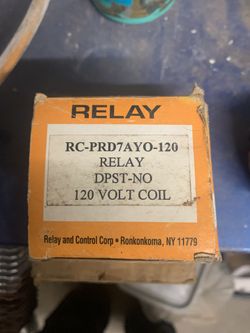 RELAY
RC-PRD7AYO-120
RELAY
DPST-NO
120 VOLT COIL
Relay and Control Corp • Ronkonkoma, NY 11779